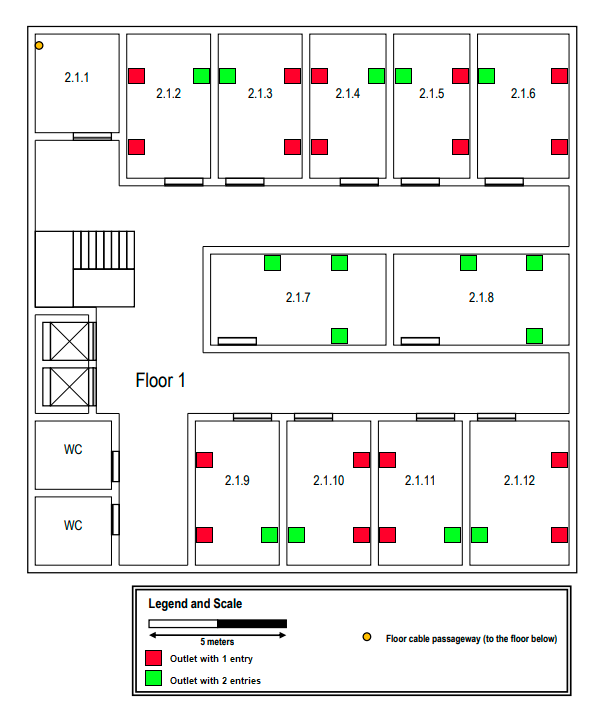 2.1.1
2.1.2
2.1.3
2.1.4
2.1.5
2.1.6
2.1.7
2.1.8
Floor 1
WC
WC
2.1.9
2.1.10
2.1.11
2.1.12
Legend and Scale
5 meters
Outlet with 1 entry
Outlet with 2 entries
Floor cable passageway (to the floor below)